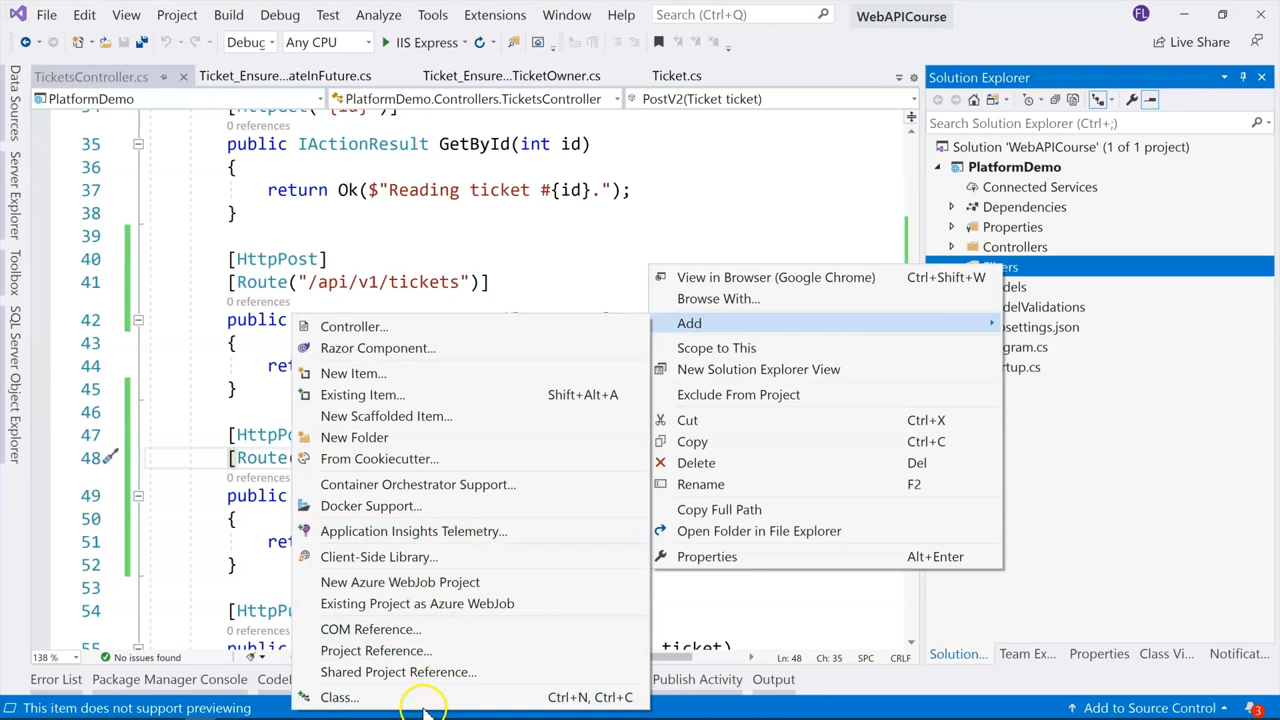 File Edit View Project Build Debug Test Analyze Tools Extensions Window Help Search (Ctrl+Q) WebAPICourse FL
Debug Any CPU IIS Express Live Share
TicketsController.cs Ticket_Ensure...ateInFuture.cs Ticket_Ensure...TicketOwner.cs Ticket.cs
PlatformDemo PlatformDemo.Controllers.TicketsController PostV2(Ticket ticket)
0 references
35 public IActionResult GetById(int id)
36 {
37 return Ok($"Reading ticket #{id}.");
38 }
39
40 [HttpPost]
41 [Route("/api/v1/tickets")]
0 references
42 public
43 {
44
45 }
46
47
48 [Route
0 references
49 public
50 {
51
52 }
53
54
0 references
55
138 % No issues found Ln: 48 Ch: 35 SPC CRLF
Error List Package Manager Console Publish Activity Output
This item does not support previewing Add to Source Control 3
Data Sources
Server Explorer
Toolbox
SQL Server Object Explorer
Controller...
Razor Component...
New Item...
Existing Item... Shift+Alt+A
New Scaffolded Item...
New Folder
From Cookiecutter...
Container Orchestrator Support...
Docker Support...
Application Insights Telemetry...
Client-Side Library...
New Azure WebJob Project
Existing Project as Azure WebJob
COM Reference...
Project Reference...
Shared Project Reference...
Class... Ctrl+N, Ctrl+C
View in Browser (Google Chrome) Ctrl+Shift+W
Browse With...
Add
Scope to This
New Solution Explorer View
Exclude From Project
Cut Ctrl+X
Copy Ctrl+C
Delete Del
Rename F2
Copy Full Path
Open Folder in File Explorer
Properties Alt+Enter
Solution Explorer
Search Solution Explorer (Ctrl+;)
Solution 'WebAPICourse' (1 of 1 project)
PlatformDemo
Connected Services
Dependencies
Properties
Controllers
Solution... Team Ex... Properties Class Vi... Notificat...